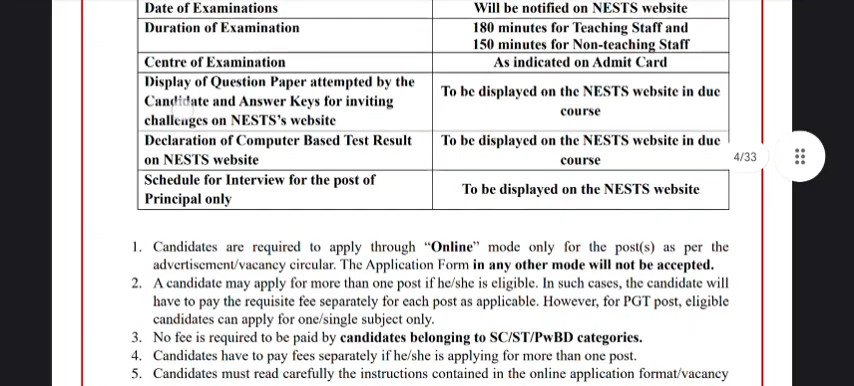 Date of Examinations
Will be notified on NESTS website
Duration of Examination
180 minutes for Teaching Staff and
150 minutes for Non-teaching Staff
Centre of Examination
As indicated on Admit Card
Display of Question Paper attempted by the
Candidate and Answer Keys for inviting
challenges on NESTS's website
To be displayed on the NESTS website in due
course
Declaration of Computer Based Test Result
on NESTS website
To be displayed on the NESTS website in due
course
Schedule for Interview for the post of
Principal only
To be displayed on the NESTS website
4/33
1. Candidates are required to apply through “Online” mode only for the post(s) as per the
advertisement/vacancy circular. The Application Form in any other mode will not be accepted.
2. A candidate may apply for more than one post if he/she is eligible. In such cases, the candidate will
have to pay the requisite fee separately for each post as applicable. However, for PGT post, eligible
candidates can apply for one/single subject only.
3. No fee is required to be paid by candidates belonging to SC/ST/PwBD categories.
4. Candidates have to pay fees separately if he/she is applying for more than one post.
5. Candidates must read carefully the instructions contained in the online application format/vacancy